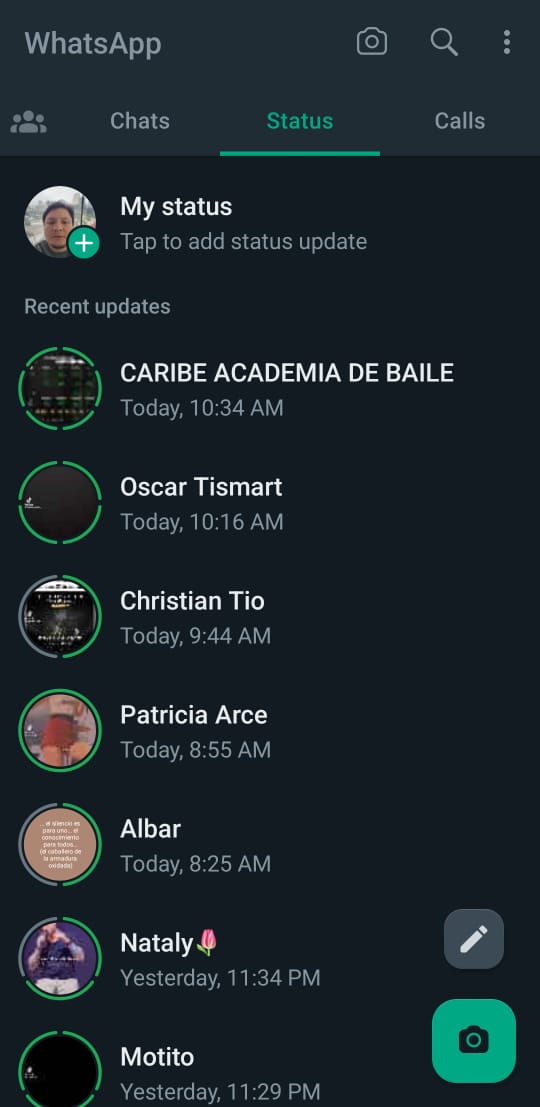 WhatsApp
Chats
Status
Calls
My status
Tap to add status update
Recent updates
CARIBE ACADEMIA DE BAILE
Today, 10:34 AM
Oscar Tismart
Today, 10:16 AM
Christian Tio
Today, 9:44 AM
Patricia Arce
Today, 8:55 AM
... el silencio es
para uno... el
conocimiento
para todos...
(el caballero de
la armadura
oxidada)
Albar
Today, 8:25 AM
Nataly🌷
Yesterday, 11:34 PM
Motito
Yesterday, 11:29 PM